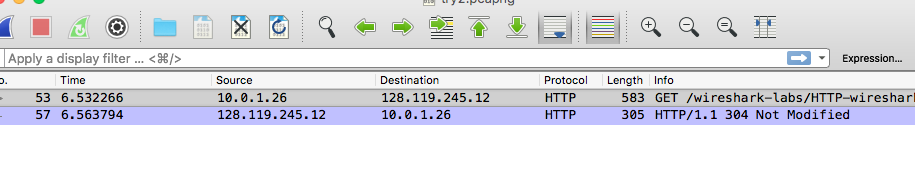 try2.pcapng
Apply a display filter ... <⌘/>
Expression...
Time Source Destination Protocol Length Info
53 6.532266 10.0.1.26 128.119.245.12 HTTP 583 GET /wireshark-labs/HTTP-wireshark
57 6.563794 128.119.245.12 10.0.1.26 HTTP 305 HTTP/1.1 304 Not Modified